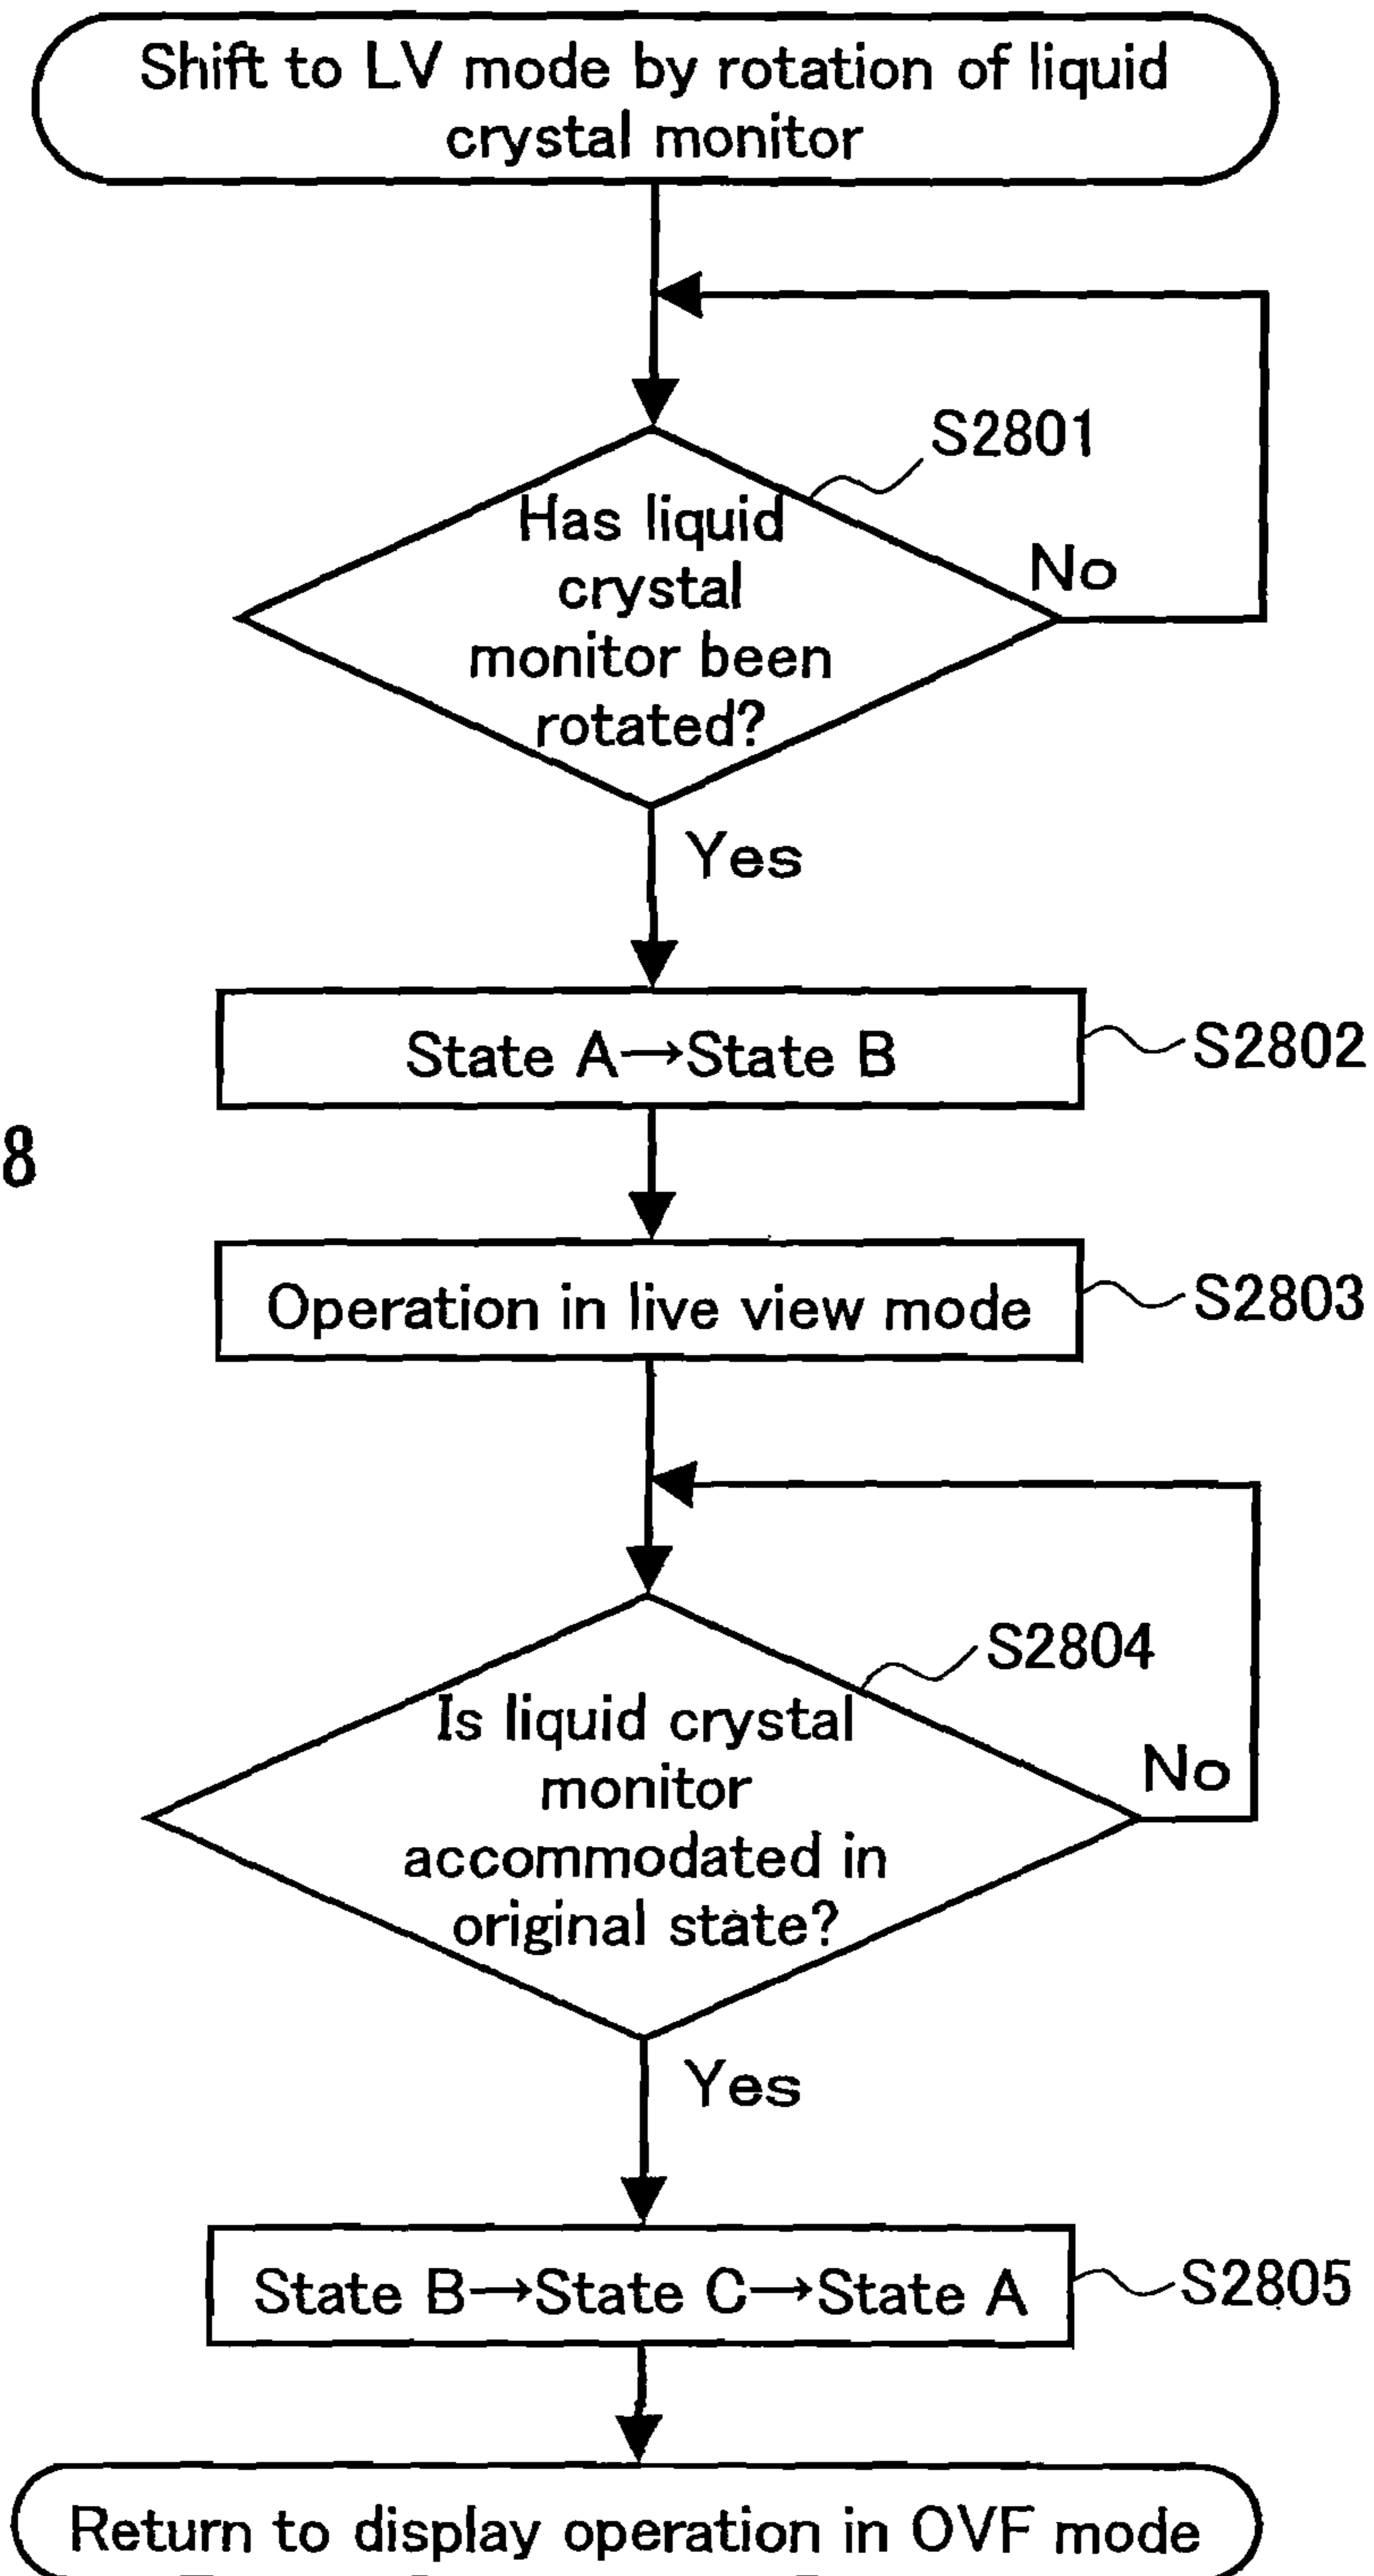 Shift to LV mode by rotation of liquid
crystal monitor
S2801
Has liquid
crystal
monitor been
rotated?
No
Yes
State A→State B
S2802
8
Operation in live view mode
S2803
S2804
Is liquid crystal
monitor
accommodated in
original state?
No
Yes
State B→State C→State A
S2805
Return to display operation in OVF mode